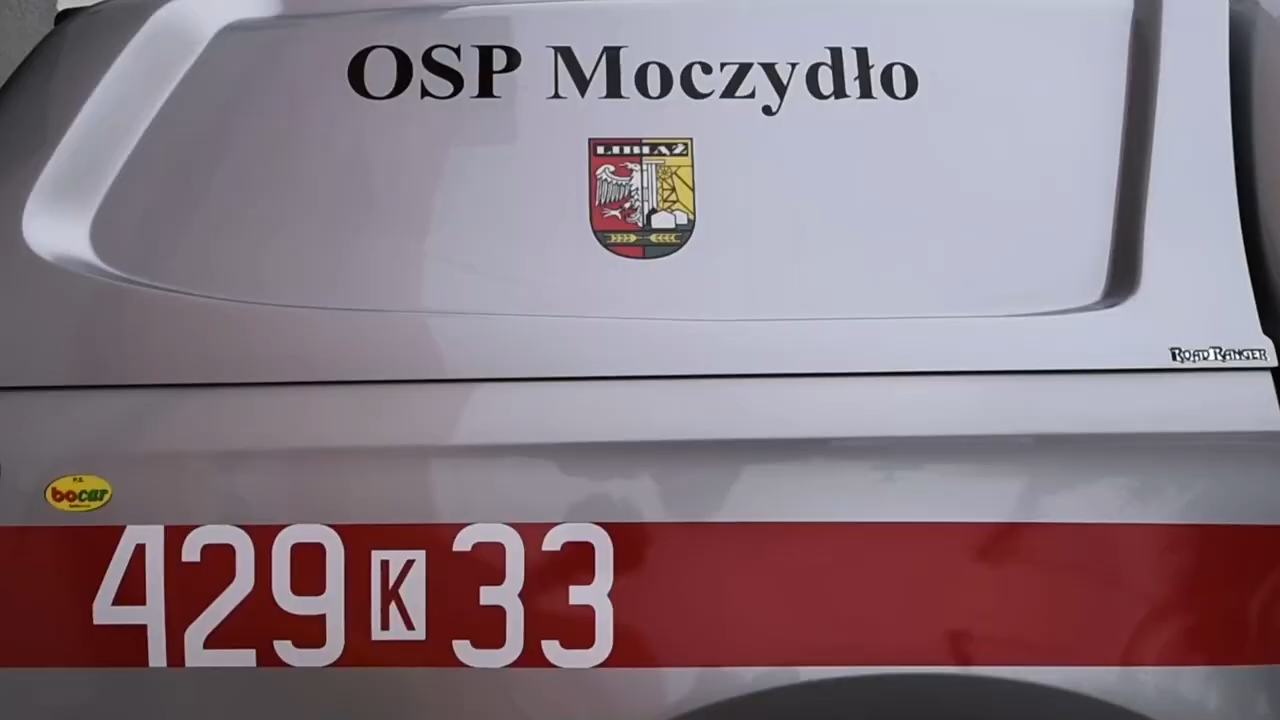 OSP Moczydło
LIBIĄŻ
ROAD RANGER
bocar
429 K 33